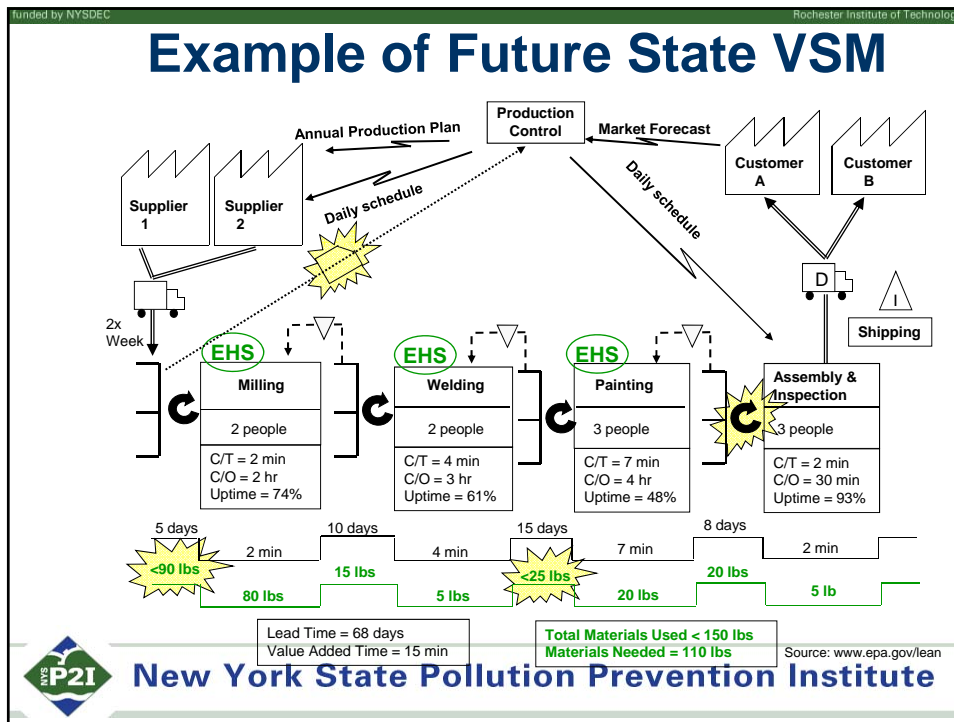 funded by NYSDEC
Rochester Institute of Technolog
Example of Future State VSM
Production
Control
Annual Production Plan
Market Forecast
Customer
A
Customer
B
Supplier
1
Supplier
2
Daily schedule
Daily schedule
D
I
2x
Week
Shipping
EHS
EHS
EHS
Milling
Welding
Painting
Assembly &
Inspection
2 people
2 people
3 people
3 people
C/T = 2 min
C/O = 2 hr
Uptime = 74%
C/T = 4 min
C/O = 3 hr
Uptime = 61%
C/T = 7 min
C/O = 4 hr
Uptime = 48%
C/T = 2 min
C/O = 30 min
Uptime = 93%
5 days
10 days
15 days
8 days
2 min
4 min
7 min
2 min
<90 lbs
15 lbs
<25 lbs
20 lbs
80 lbs
5 lbs
20 lbs
5 lb
Lead Time = 68 days
Value Added Time = 15 min
Total Materials Used < 150 lbs
Materials Needed = 110 lbs
Source: www.epa.gov/lean
NYS
P2I
New York State Pollution Prevention Institute